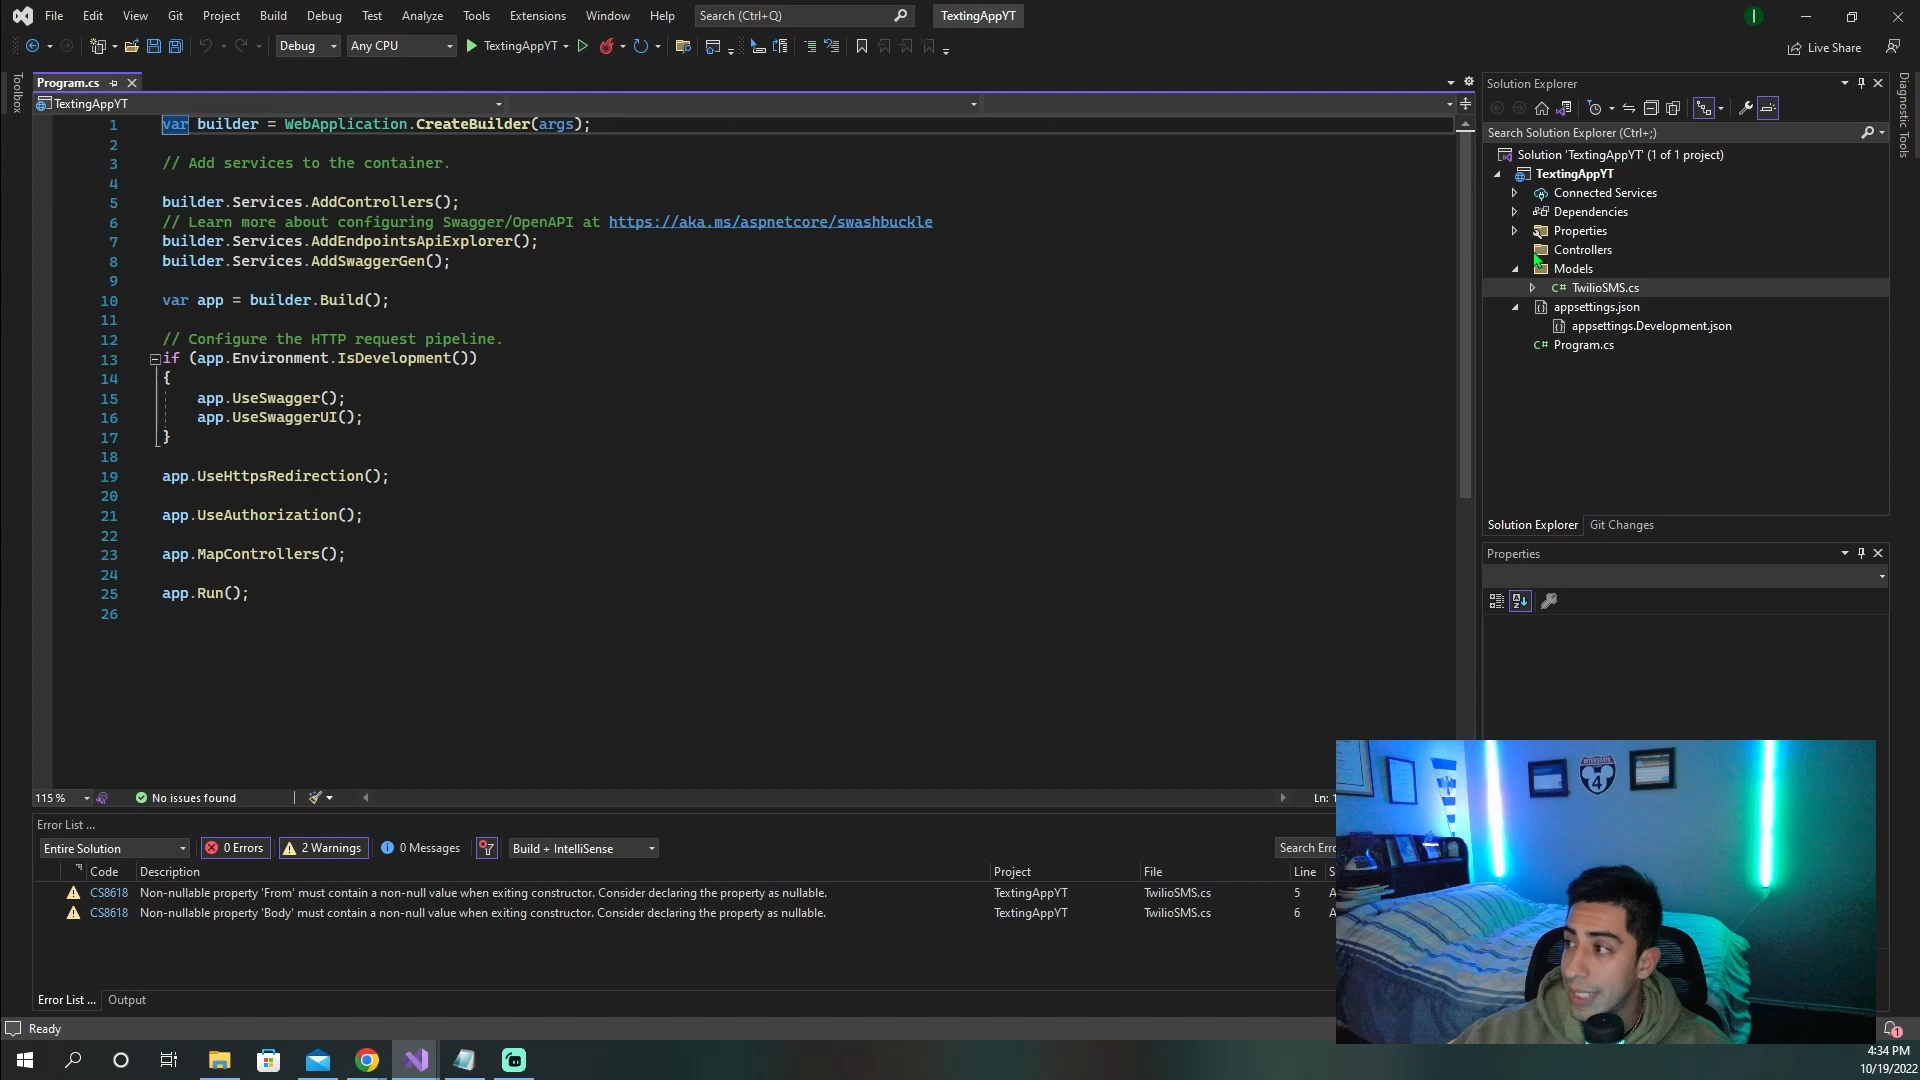 File Edit View Git Project Build Debug Test Analyze Tools Extensions Window Help Search (Ctrl+Q) TextingAppYT
Debug Any CPU TextingAppYT Live Share
Toolbox
Program.cs
TextingAppYT
1 var builder = WebApplication.CreateBuilder(args);
2
3 // Add services to the container.
4
5 builder.Services.AddControllers();
6 // Learn more about configuring Swagger/OpenAPI at https://aka.ms/aspnetcore/swashbuckle
7 builder.Services.AddEndpointsApiExplorer();
8 builder.Services.AddSwaggerGen();
9
10 var app = builder.Build();
11
12 // Configure the HTTP request pipeline.
13 if (app.Environment.IsDevelopment())
14 {
15 app.UseSwagger();
16 app.UseSwaggerUI();
17 }
18
19 app.UseHttpsRedirection();
20
21 app.UseAuthorization();
22
23 app.MapControllers();
24
25 app.Run();
26
115 % No issues found Ln: 1
Solution Explorer
Search Solution Explorer (Ctrl+;)
Solution 'TextingAppYT' (1 of 1 project)
TextingAppYT
Connected Services
Dependencies
Properties
Controllers
Models
C# TwilioSMS.cs
appsettings.json
appsettings.Development.json
C# Program.cs
Solution Explorer Git Changes
Properties
Diagnostic Tools
Error List ...
Entire Solution 0 Errors 2 Warnings 0 Messages Build + IntelliSense Search Erro
Code Description Project File Line S
CS8618 Non-nullable property 'From' must contain a non-null value when exiting constructor. Consider declaring the property as nullable. TextingAppYT TwilioSMS.cs 5 A
CS8618 Non-nullable property 'Body' must contain a non-null value when exiting constructor. Consider declaring the property as nullable. TextingAppYT TwilioSMS.cs 6 A
Error List ... Output
Ready
INTERSTATE
4
1
4:34 PM
10/19/2022